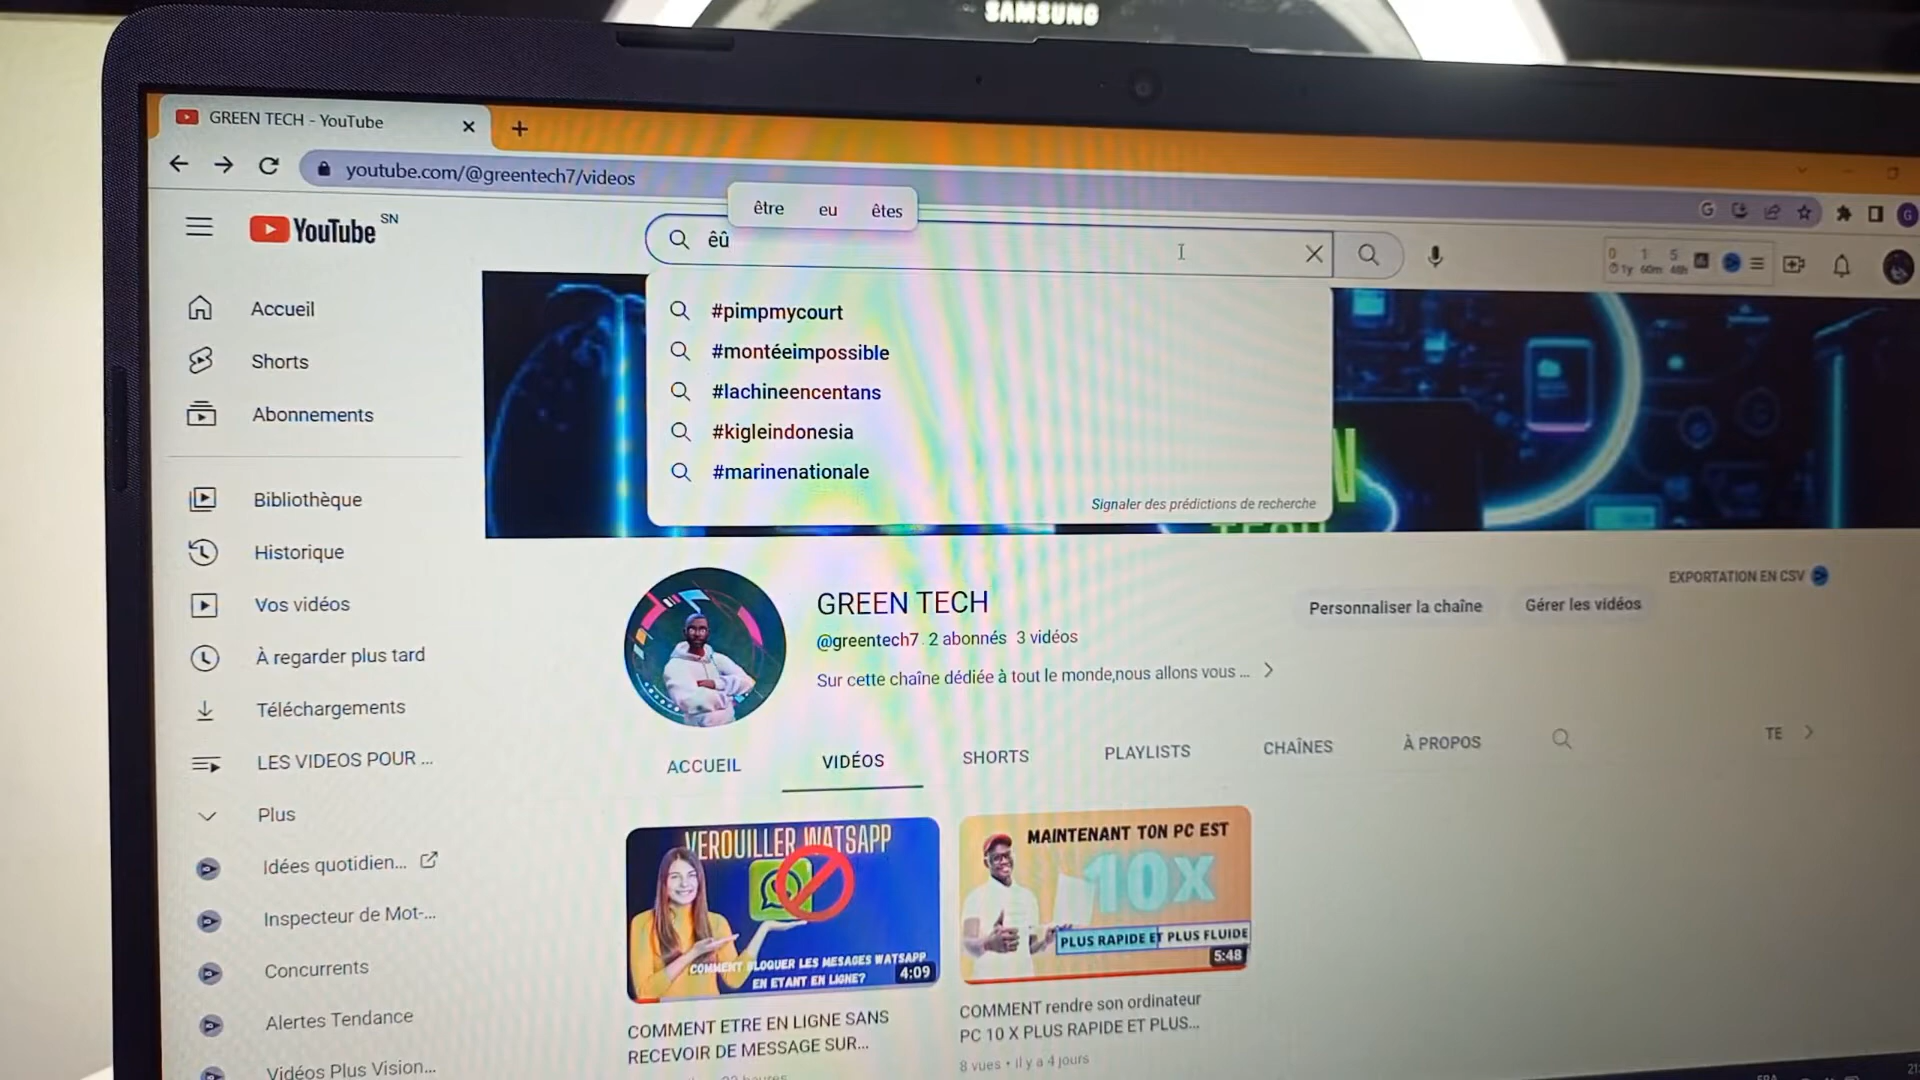 SAMSUNG
GREEN TECH - YouTube
youtube.com/@greentech7/videos
être eu êtes
YouTube SN
êû
0 1 5
1y 60m 48h
#pimpmycourt
#montéeimpossible
#lachineencentans
#kigleindonesia
#marinenationale
Signaler des prédictions de recherche
Accueil
Shorts
Abonnements
Bibliothèque
Historique
Vos vidéos
À regarder plus tard
Téléchargements
LES VIDEOS POUR ...
Plus
Idées quotidien...
Inspecteur de Mot-...
Concurrents
Alertes Tendance
Vidéos Plus Vision...
EXPORTATION EN CSV
GREEN TECH
@greentech7 . 2 abonnés 3 vidéos
Sur cette chaîne dédiée à tout le monde,nous allons vous ...
Personnaliser la chaîne
Gérer les vidéos
ACCUEIL VIDÉOS SHORTS PLAYLISTS CHAÎNES À PROPOS TE
VEROUILLER WATSAPP
COMMENT BLOQUER LES MESAGES WATSAPP
EN ETANT EN LIGNE?
4:09
COMMENT ETRE EN LIGNE SANS
RECEVOIR DE MESSAGE SUR...
MAINTENANT TON PC EST
10X
PLUS RAPIDE ET PLUS FLUIDE
5:48
COMMENT rendre son ordinateur
PC 10 X PLUS RAPIDE ET PLUS...
8 vues • il y a 4 jours